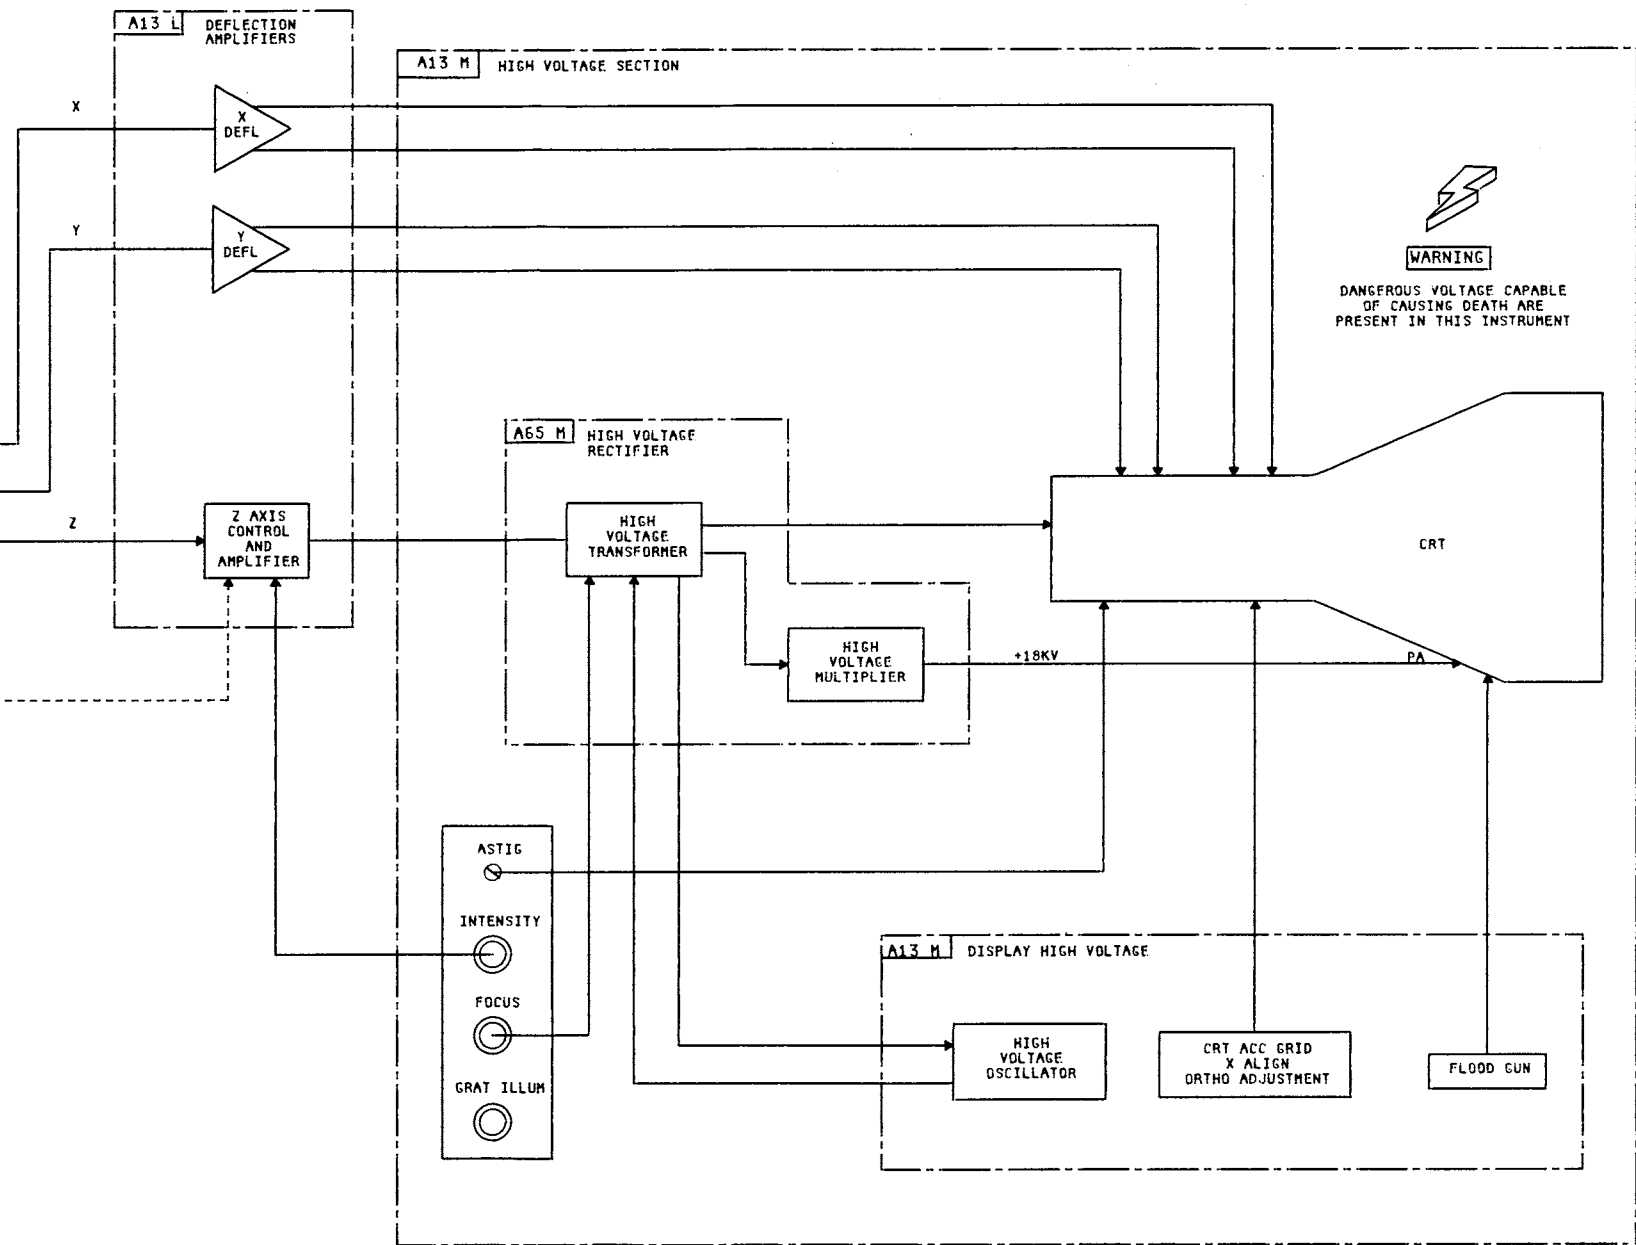 A13 L
DEFLECTION
AMPLIFIERS
A13 M
HIGH VOLTAGE SECTION
X
X
DEFL
Y
Y
DEFL
WARNING
DANGEROUS VOLTAGE CAPABLE
OF CAUSING DEATH ARE
PRESENT IN THIS INSTRUMENT
A65 M
HIGH VOLTAGE
RECTIFIER
Z
Z AXIS
CONTROL
AND
AMPLIFIER
HIGH
VOLTAGE
TRANSFORMER
CRT
HIGH
VOLTAGE
MULTIPLIER
+18KV
PA
ASTIG
INTENSITY
FOCUS
GRAT ILLUM
A13 M
DISPLAY HIGH VOLTAGE
HIGH
VOLTAGE
OSCILLATOR
CRT ACC GRID
X ALIGN
ORTHO ADJUSTMENT
FLOOD GUN